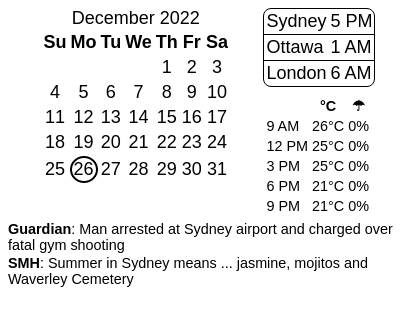 December 2022
Su Mo Tu We Th Fr Sa
1 2 3
4 5 6 7 8 9 10
11 12 13 14 15 16 17
18 19 20 21 22 23 24
25 26 27 28 29 30 31
Sydney 5 PM
Ottawa 1 AM
London 6 AM
°C ☂
9 AM 26°C 0%
12 PM 25°C 0%
3 PM 25°C 0%
6 PM 21°C 0%
9 PM 21°C 0%
Guardian: Man arrested at Sydney airport and charged over
fatal gym shooting
SMH: Summer in Sydney means ... jasmine, mojitos and
Waverley Cemetery